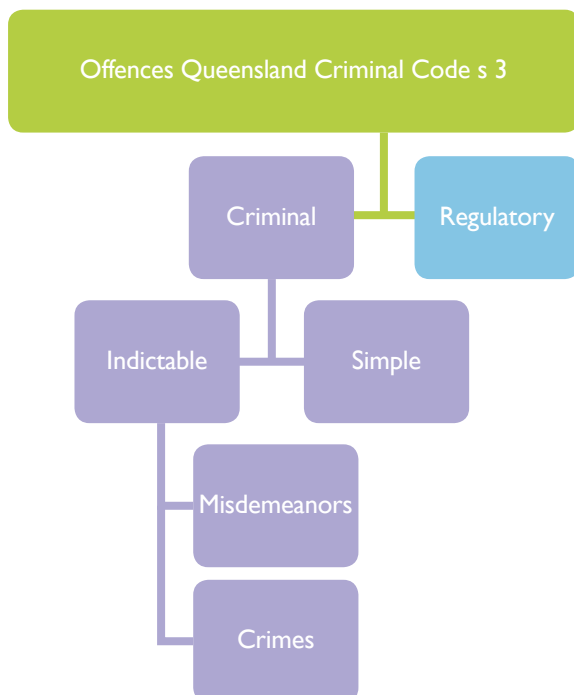 Offences Queensland Criminal Code s 3
Criminal
Regulatory
Indictable
Simple
Misdemeanors
Crimes